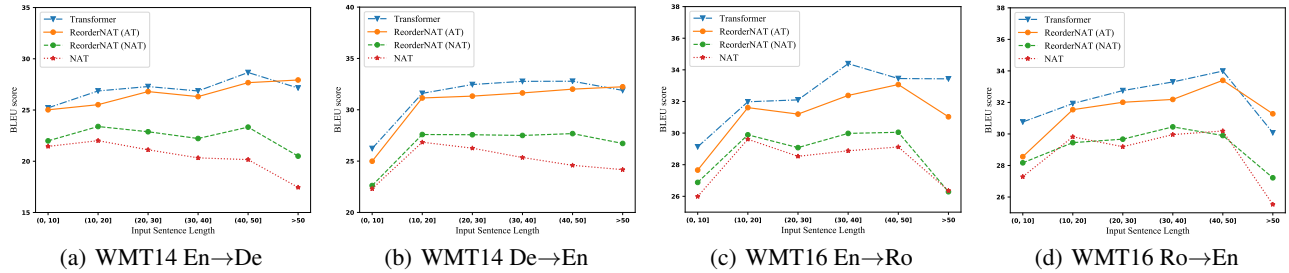 35
30
25
20
15
BLEU score
Transformer
ReorderNAT (AT)
ReorderNAT (NAT)
NAT
(0, 10] (10, 20] (20, 30] (30, 40] (40, 50] >50
Input Sentence Length
(a) WMT14 En→De
40
35
30
25
20
BLEU score
Transformer
ReorderNAT (AT)
ReorderNAT (NAT)
NAT
(0, 10] (10, 20] (20, 30] (30, 40] (40, 50] >50
Input Sentence Length
(b) WMT14 De→En
38
36
34
32
30
28
26
BLEU score
Transformer
ReorderNAT (AT)
ReorderNAT (NAT)
NAT
(0, 10] (10, 20] (20, 30] (30, 40] (40, 50] >50
Input Sentence Length
(c) WMT16 En→Ro
38
36
34
32
30
28
26
BLEU score
Transformer
ReorderNAT (AT)
ReorderNAT (NAT)
NAT
(0, 10] (10, 20] (20, 30] (30, 40] (40, 50] >50
Input Sentence Length
(d) WMT16 Ro→En